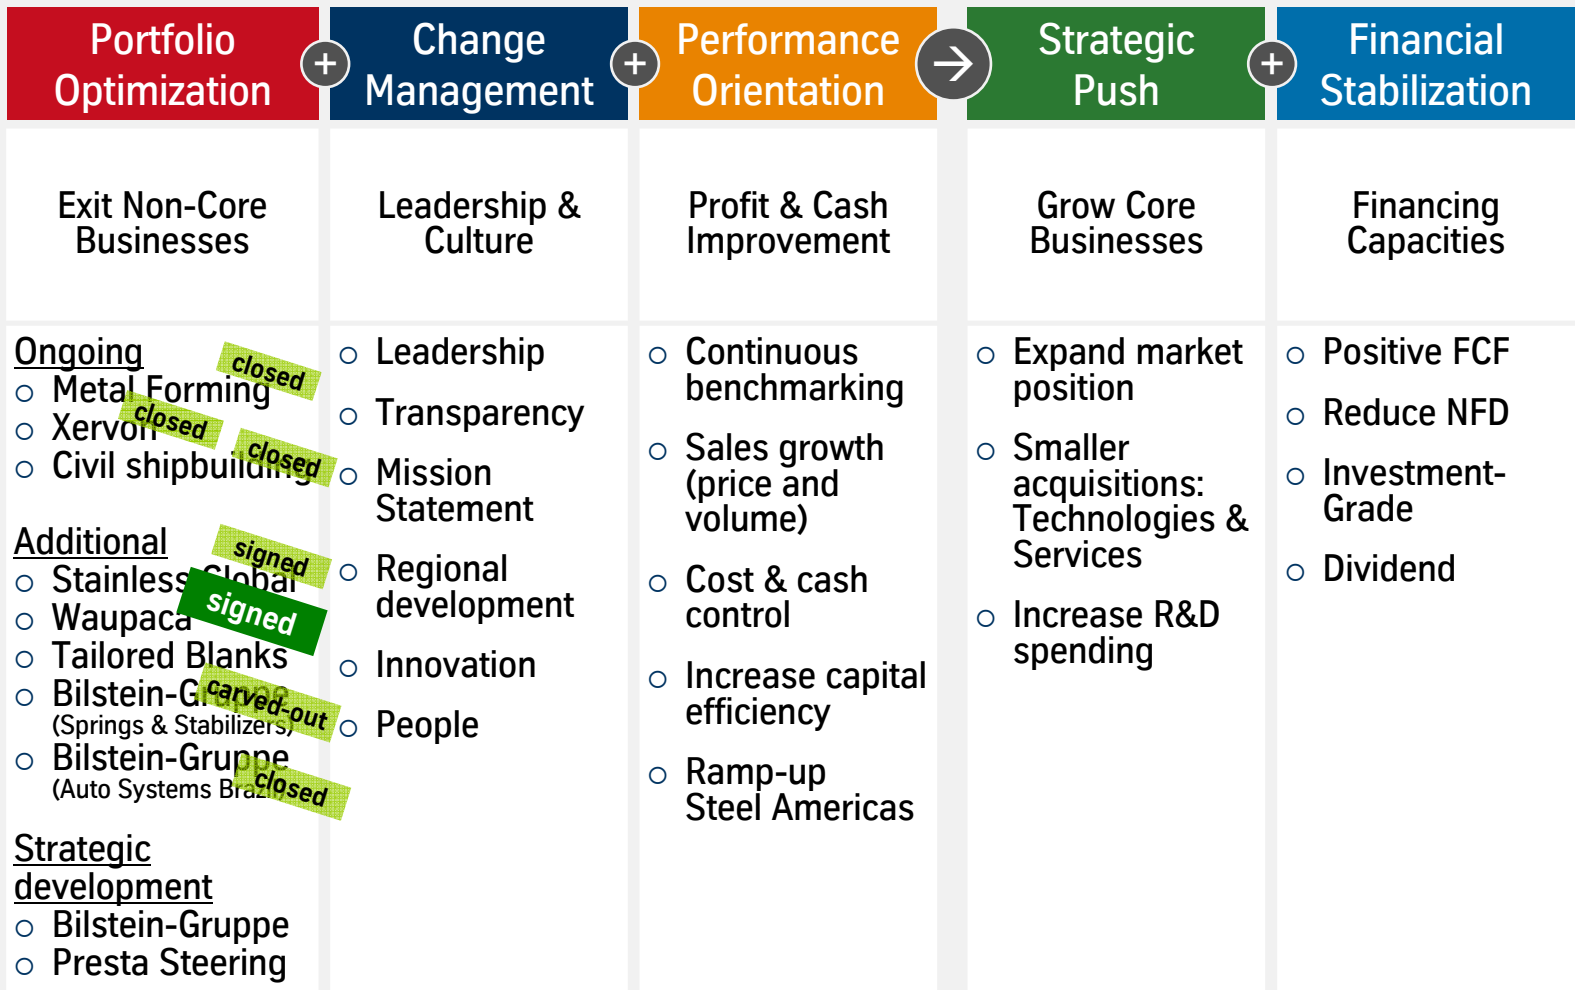 Portfolio
Optimization
+
Change
Management
+
Performance
Orientation
→
Strategic
Push
+
Financial
Stabilization
Exit Non-Core
Businesses
Leadership &
Culture
Profit & Cash
Improvement
Grow Core
Businesses
Financing
Capacities
Ongoing
closed
Metal Forming
closed
Xervon
closed
Civil shipbuilding
Additional
signed
Stainless Global
signed
Waupaca
Tailored Blanks
carved-out
Bilstein-Gruppe
(Springs & Stabilizers)
Bilstein-Gruppe
closed
(Auto Systems Brazil)
Strategic
development
Bilstein-Gruppe
Presta Steering
Leadership
Transparency
Mission
Statement
Regional
development
Innovation
People
Continuous
benchmarking
Sales growth
(price and
volume)
Cost & cash
control
Increase capital
efficiency
Ramp-up
Steel Americas
Expand market
position
Smaller
acquisitions:
Technologies &
Services
Increase R&D
spending
Positive FCF
Reduce NFD
Investment-
Grade
Dividend